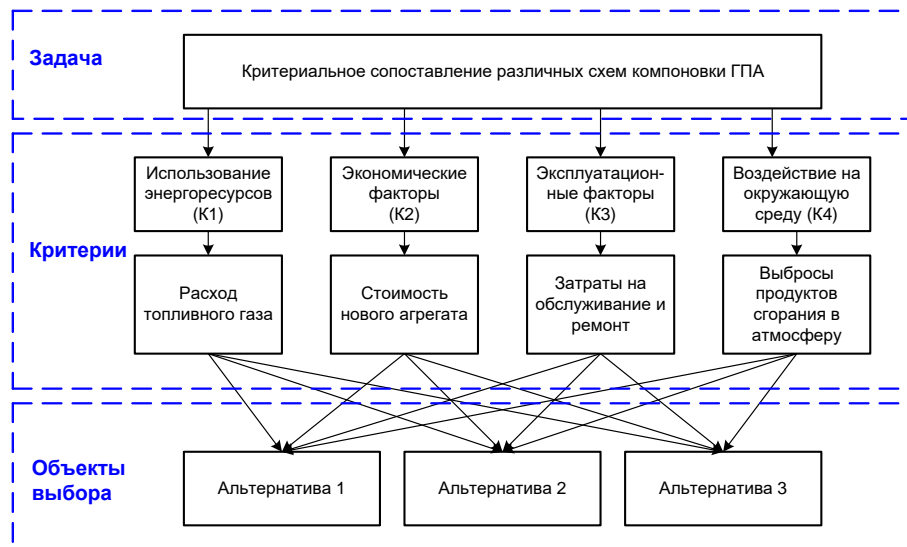 Задача
Критериальное сопоставление различных схем компоновки ГПА
Критерии
Использование
энергоресурсов
(К1)
Экономические
факторы
(К2)
Эксплуатацион-
ные факторы
(К3)
Воздействие на
окружающую
среду (К4)
Расход
топливного газа
Стоимость
нового агрегата
Затраты на
обслуживание и
ремонт
Выбросы
продуктов
сгорания в
атмосферу
Объекты
выбора
Альтернатива 1
Альтернатива 2
Альтернатива 3